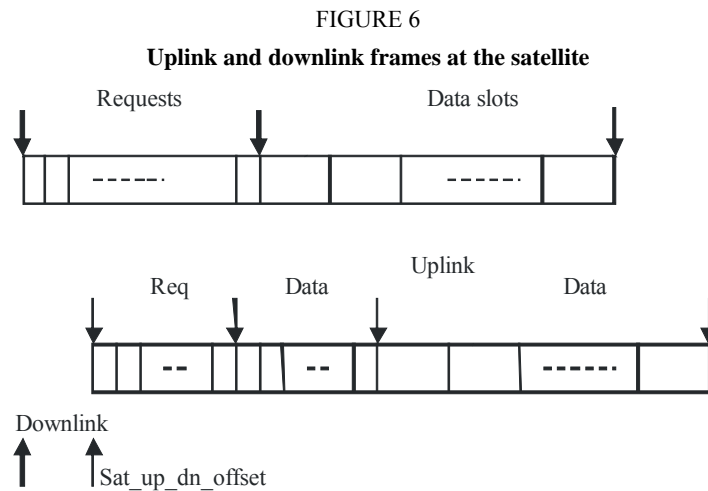 FIGURE 6
Uplink and downlink frames at the satellite
Requests
Data slots
Uplink
Req
Data
Data
Downlink
Sat_up_dn_offset